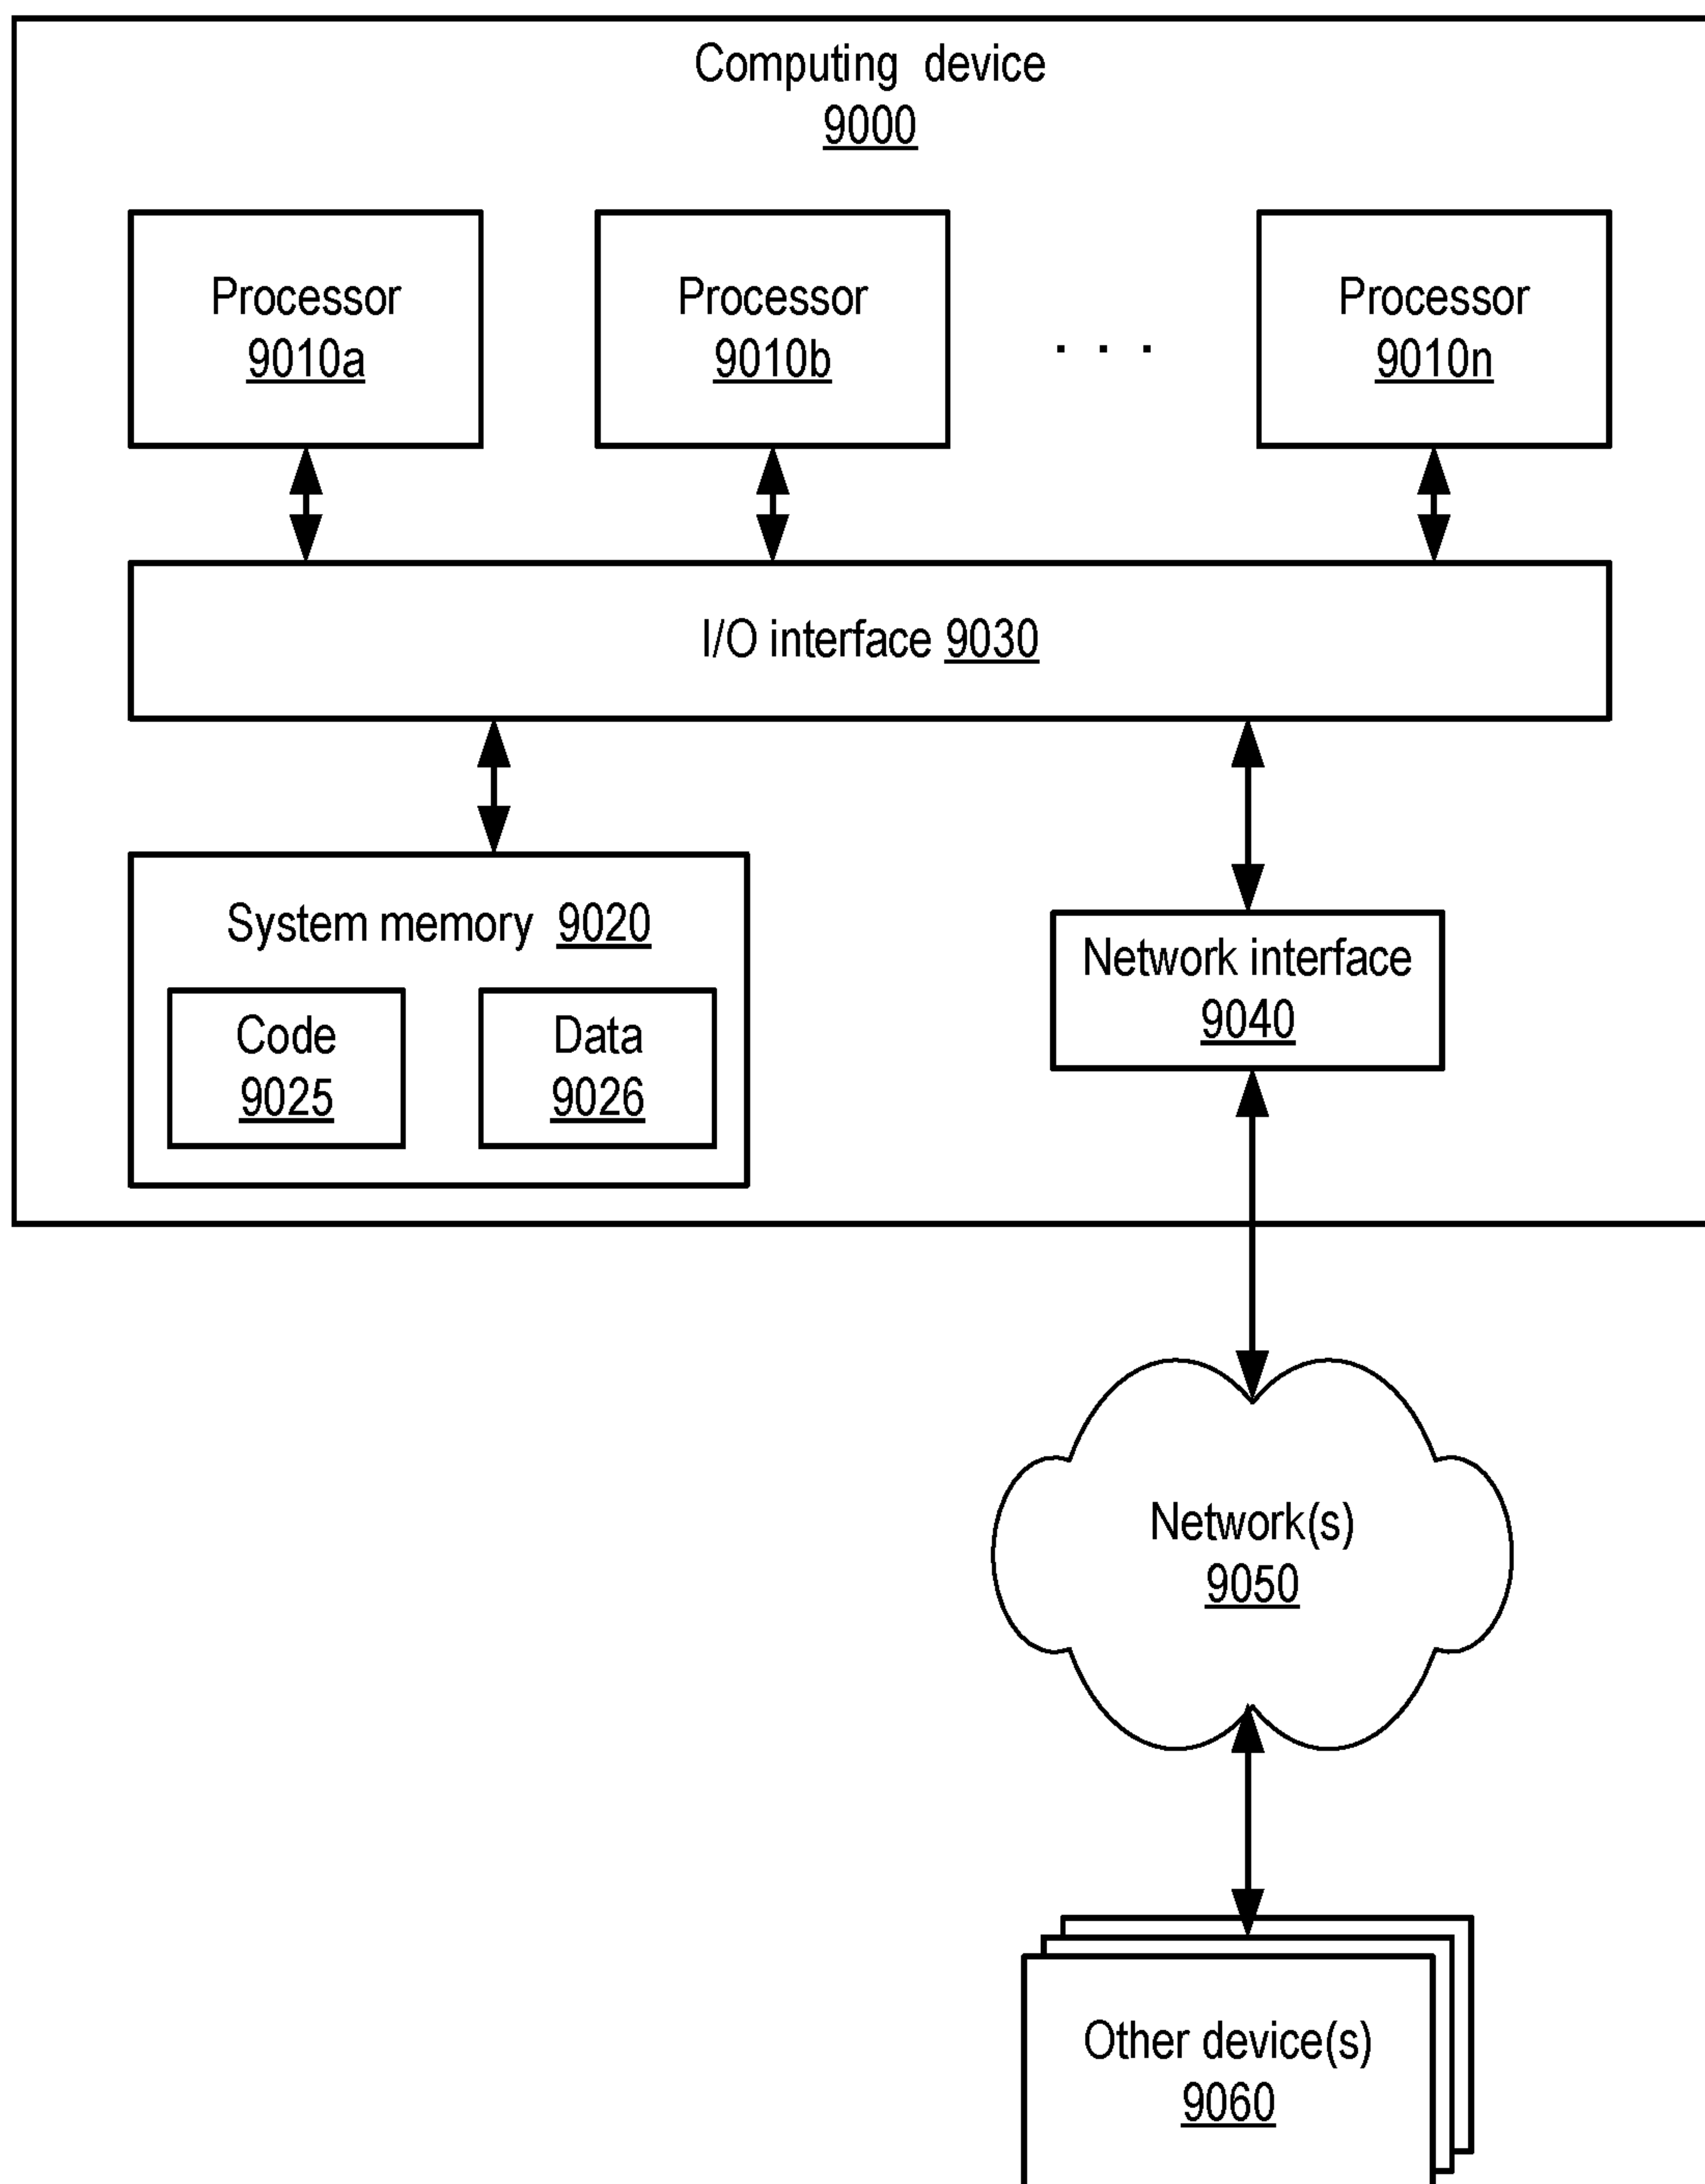 Computing device
9000
Processor
9010a
Processor
9010b
. . .
Processor
9010n
I/O interface 9030
System memory 9020
Code
9025
Data
9026
Network interface
9040
Network(s)
9050
Other device(s)
9060